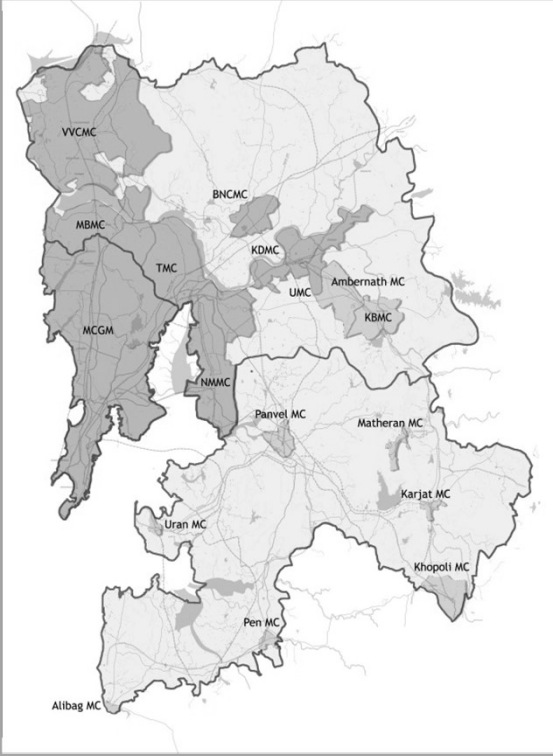 VVCMC
BNCMC
MBMC
KDMC
TMC
Ambernath MC
UMC
KBMC
MCGM
NMMC
Panvel MC
Matheran MC
Karjat MC
Uran MC
Khopoli MC
Pen MC
Alibag MC